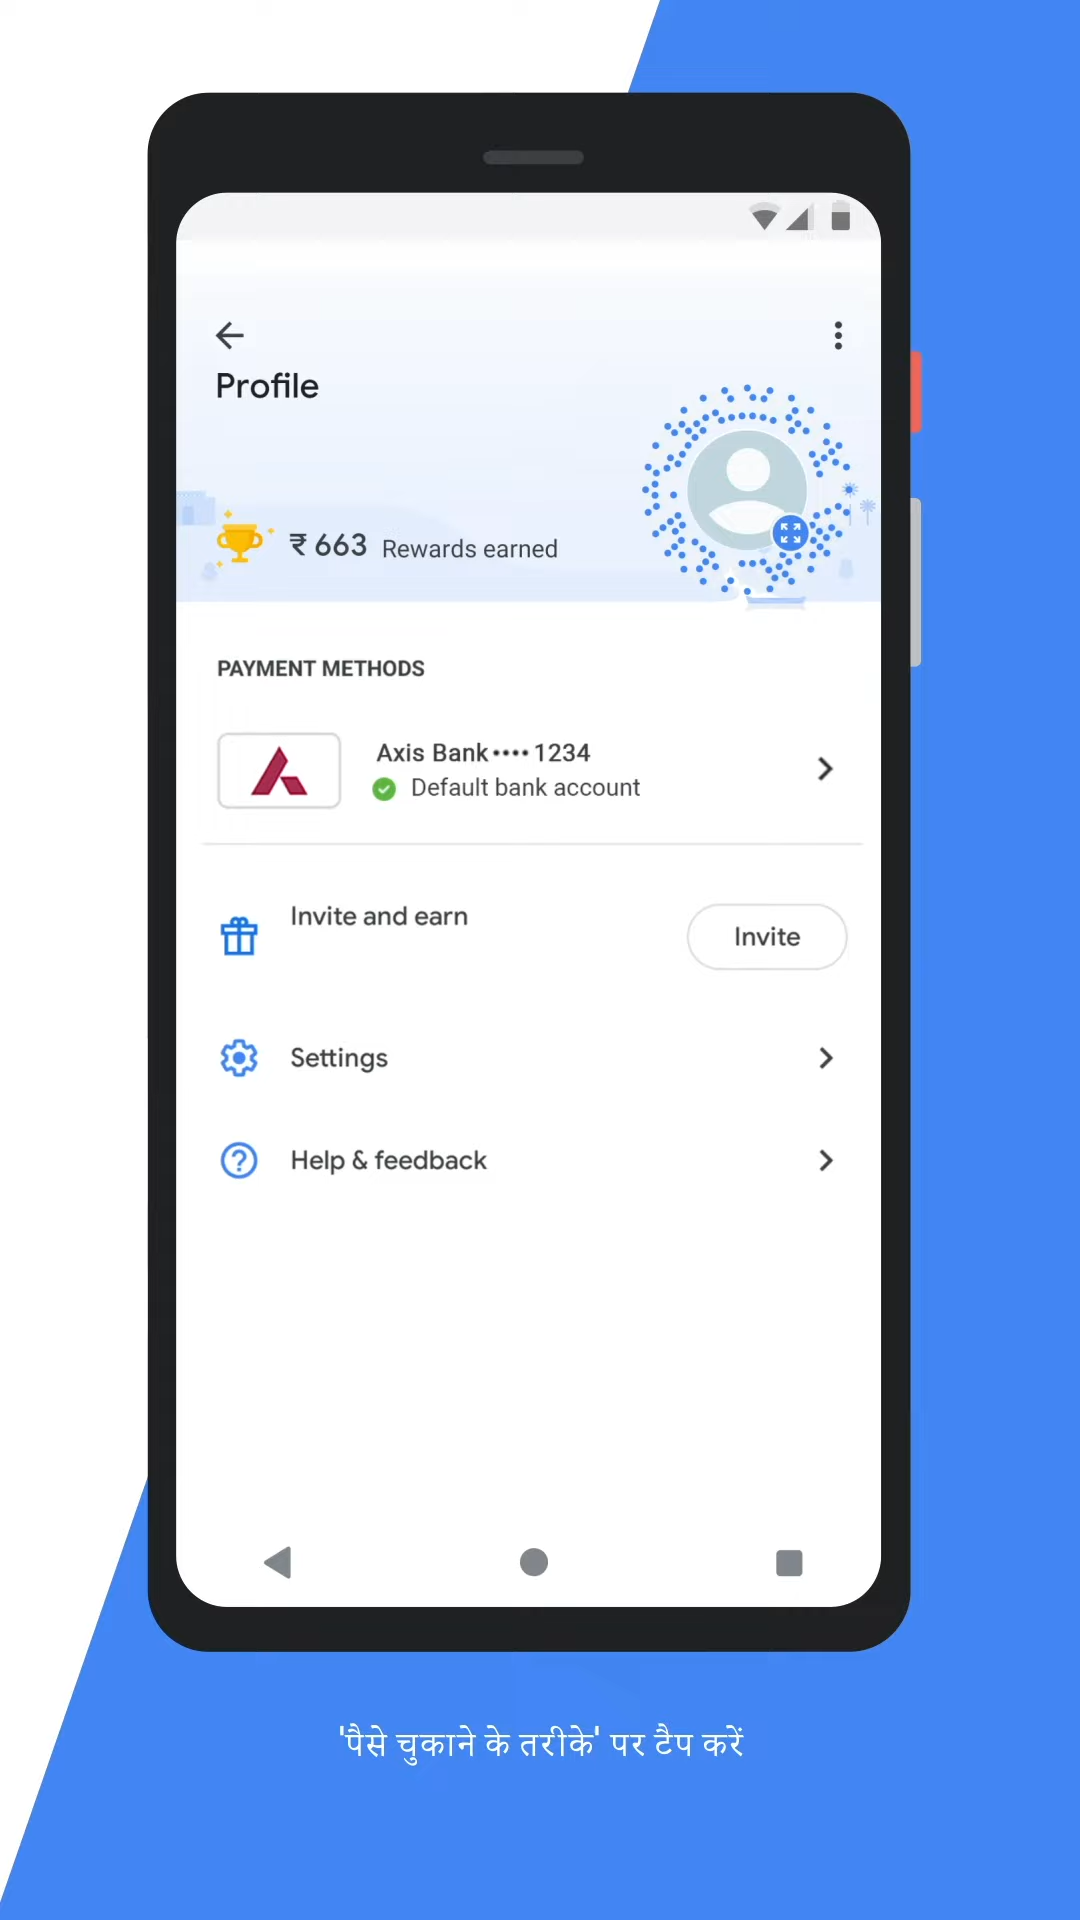 Profile
₹ 663 Rewards earned
PAYMENT METHODS
Axis Bank •••• 1234
Default bank account
Invite and earn
Invite
Settings
Help & feedback
'पैसे चुकाने के तरीके' पर टैप करें